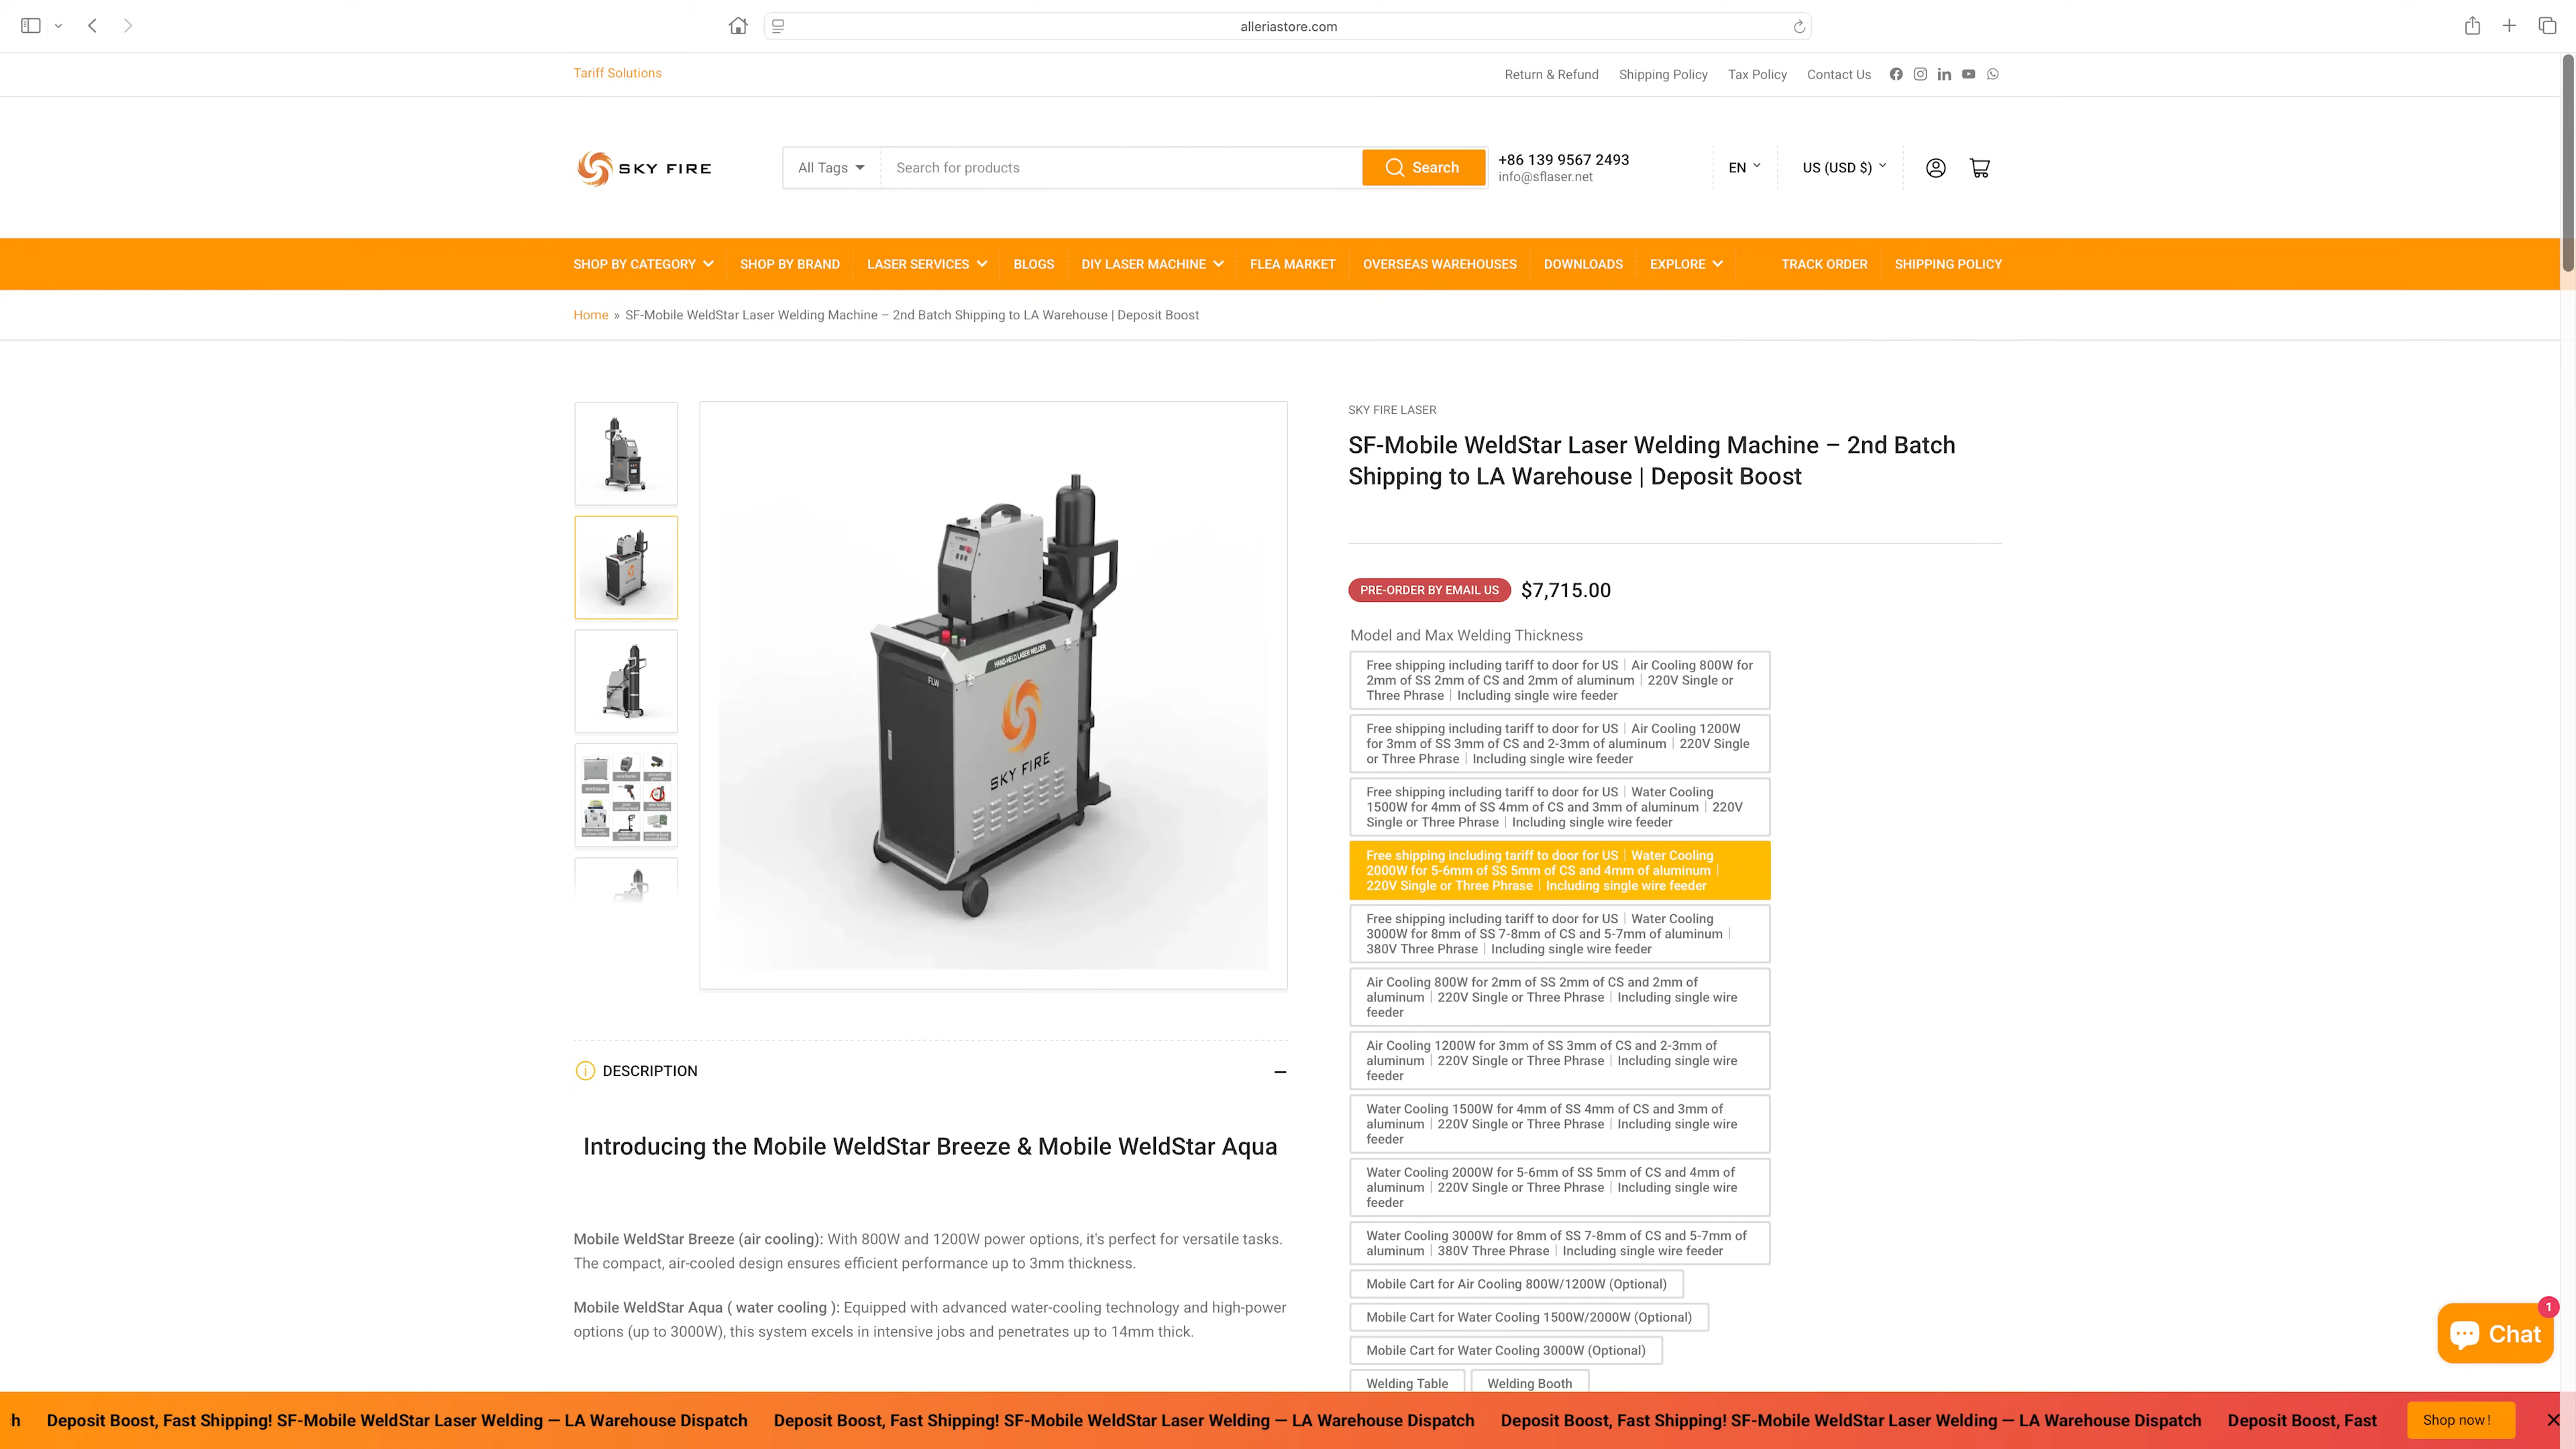 alleriastore.com
Tariff Solutions
Return & Refund Shipping Policy Tax Policy Contact Us
SKY FIRE
All Tags
Search for products
Search
+86 139 9567 2493
info@sflaser.net
EN
US (USD $)
SHOP BY CATEGORY SHOP BY BRAND LASER SERVICES BLOGS DIY LASER MACHINE FLEA MARKET OVERSEAS WAREHOUSES DOWNLOADS EXPLORE TRACK ORDER SHIPPING POLICY
Home » SF-Mobile WeldStar Laser Welding Machine – 2nd Batch Shipping to LA Warehouse | Deposit Boost
HAND-HELD LASER WELDER
FLW
SKY FIRE
SKY FIRE LASER
SF-Mobile WeldStar Laser Welding Machine – 2nd Batch
Shipping to LA Warehouse | Deposit Boost
PRE-ORDER BY EMAIL US $7,715.00
Model and Max Welding Thickness
Free shipping including tariff to door for US | Air Cooling 800W for
2mm of SS 2mm of CS and 2mm of aluminum | 220V Single or
Three Phrase | Including single wire feeder
Free shipping including tariff to door for US | Air Cooling 1200W
for 3mm of SS 3mm of CS and 2-3mm of aluminum | 220V Single
or Three Phrase | Including single wire feeder
Free shipping including tariff to door for US | Water Cooling
1500W for 4mm of SS 4mm of CS and 3mm of aluminum | 220V
Single or Three Phrase | Including single wire feeder
Free shipping including tariff to door for US | Water Cooling
2000W for 5-6mm of SS 5mm of CS and 4mm of aluminum |
220V Single or Three Phrase | Including single wire feeder
Free shipping including tariff to door for US | Water Cooling
3000W for 8mm of SS 7-8mm of CS and 5-7mm of aluminum |
380V Three Phrase | Including single wire feeder
Air Cooling 800W for 2mm of SS 2mm of CS and 2mm of
aluminum | 220V Single or Three Phrase | Including single wire
feeder
Air Cooling 1200W for 3mm of SS 3mm of CS and 2-3mm of
aluminum | 220V Single or Three Phrase | Including single wire
feeder
Water Cooling 1500W for 4mm of SS 4mm of CS and 3mm of
aluminum | 220V Single or Three Phrase | Including single wire
feeder
Water Cooling 2000W for 5-6mm of SS 5mm of CS and 4mm of
aluminum | 220V Single or Three Phrase | Including single wire
feeder
Water Cooling 3000W for 8mm of SS 7-8mm of CS and 5-7mm of
aluminum | 380V Three Phrase | Including single wire feeder
Mobile Cart for Air Cooling 800W/1200W (Optional)
Mobile Cart for Water Cooling 1500W/2000W (Optional)
Mobile Cart for Water Cooling 3000W (Optional)
Welding Table Welding Booth
DESCRIPTION
Introducing the Mobile WeldStar Breeze & Mobile WeldStar Aqua
Mobile WeldStar Breeze (air cooling): With 800W and 1200W power options, it's perfect for versatile tasks.
The compact, air-cooled design ensures efficient performance up to 3mm thickness.
Mobile WeldStar Aqua ( water cooling ): Equipped with advanced water-cooling technology and high-power
options (up to 3000W), this system excels in intensive jobs and penetrates up to 14mm thick.
1
Chat
h Deposit Boost, Fast Shipping! SF-Mobile WeldStar Laser Welding — LA Warehouse Dispatch Deposit Boost, Fast Shipping! SF-Mobile WeldStar Laser Welding — LA Warehouse Dispatch Deposit Boost, Fast Shipping! SF-Mobile WeldStar Laser Welding — LA Warehouse Dispatch Deposit Boost, Fast
Shop now!